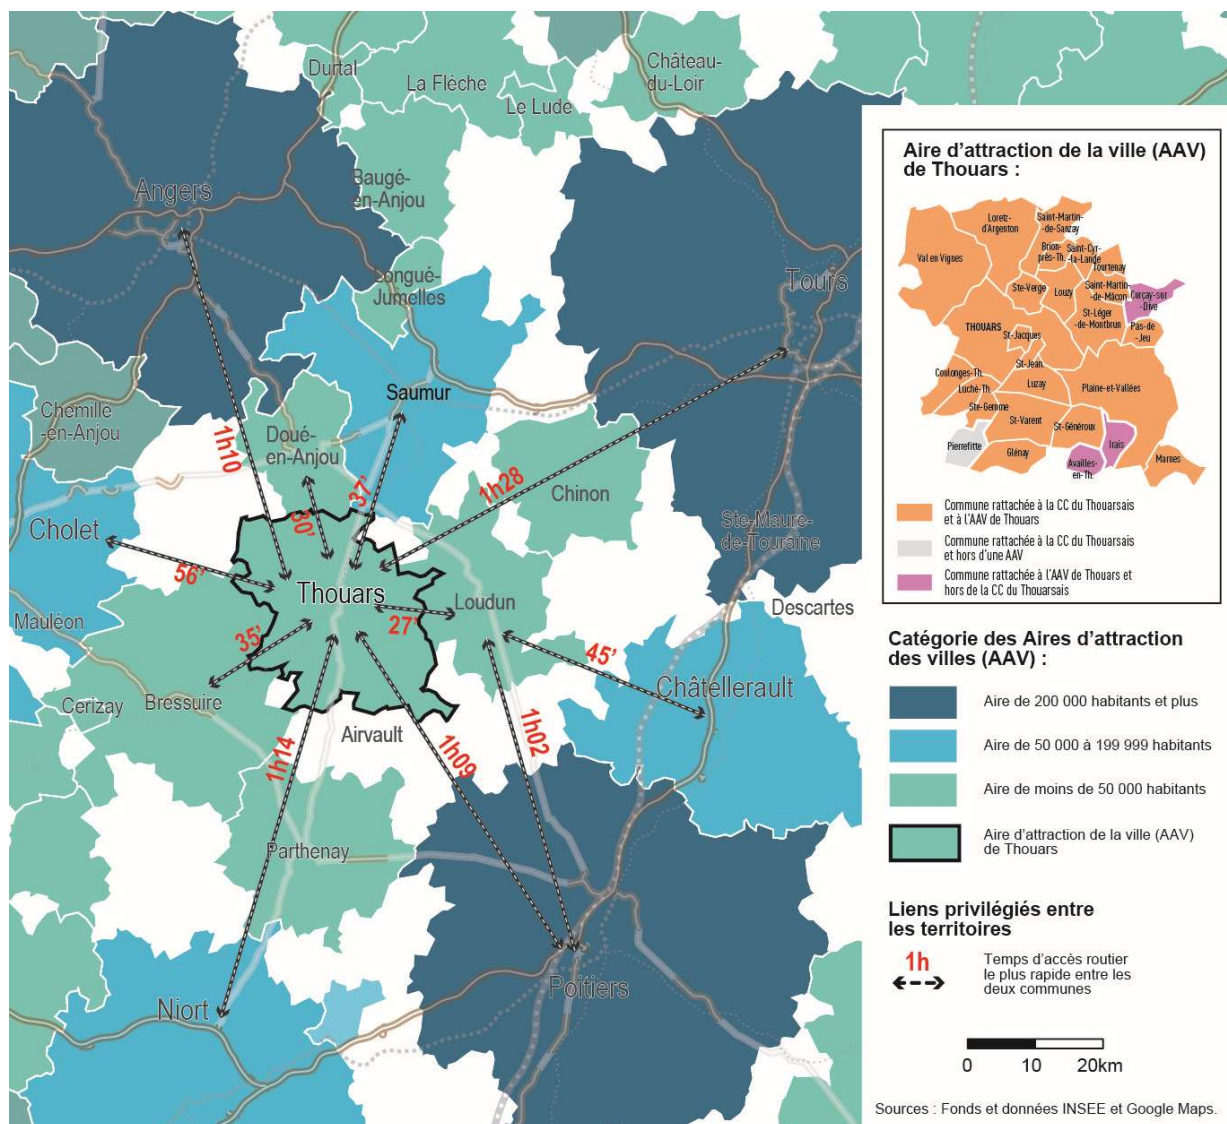 Durtal
La Flèche
Le Lude
Château-
du-Loir
Angers
Baugé-
en-Anjou
Longué-
Jumelles
Tours
Saumur
Chemillé
-en-Anjou
Doué-
en-Anjou
1h10
37'
30'
1h28
Chinon
Ste-Maure-
de-Touraine
Cholet
56'
Thouars
Loudun
27'
Mauléon
35'
45'
Descartes
Cerizay
Bressuire
Châtellerault
Airvault
1h14
1h09
1h02
Parthenay
Niort
Poitiers
Aire d'attraction de la ville (AAV)
de Thouars :
Loretz-
d'Argenton
Saint-Martin-
-de-Sanzay
Val en Vignes
Brion-
près-Th.
Saint-Cyr-
-la-Lande
Tourtenay
Ste-Verge
Louzy
Saint-Martin-
-de-Mâcon
Curçay-sur
-Dive
St-Léger
-de-Montbrun
Pas-de
-Jeu
THOUARS
St-Jacques
St-Jean.
Coulonges-Th.
Luché-Th.
Luzay
Plaine-et-Vallées
Ste-Gemme
St-Varent
St-Généroux
Irais
Pierrefitte
Glénay
Availles-
en-Th.
Marnes
Commune rattachée à la CC du Thouarsais
et à l'AAV de Thouars
Commune rattachée à la CC du Thouarsais
et hors d'une AAV
Commune rattachée à l'AAV de Thouars et
hors de la CC du Thouarsais
Catégorie des Aires d'attraction
des villes (AAV) :
Aire de 200 000 habitants et plus
Aire de 50 000 à 199 999 habitants
Aire de moins de 50 000 habitants
Aire d'attraction de la ville (AAV)
de Thouars
Liens privilégiés entre
les territoires
1h
Temps d'accès routier
le plus rapide entre les
deux communes
0 10 20km
Sources : Fonds et données INSEE et Google Maps.